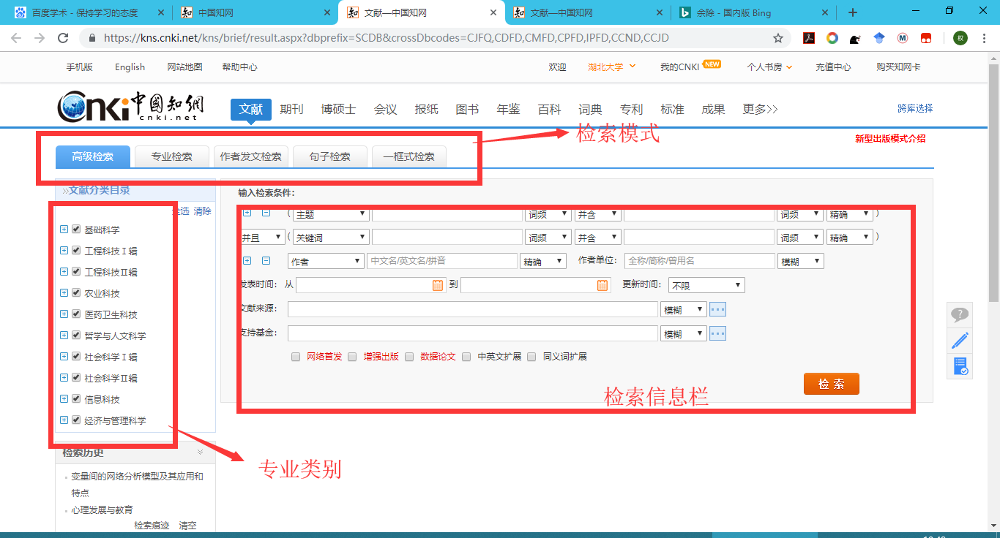 百度学术 - 保持学习的态度 中国知网 文献—中国知网 文献—中国知网 余除 - 国内版 Bing
https://kns.cnki.net/kns/brief/result.aspx?dbprefix=SCDB&crossDbcodes=CJFQ,CDFD,CMFD,CPFD,IPFD,CCND,CCJD 权
手机版 English 网站地图 帮助中心 欢迎 湖北大学 我的CNKI NEW 个人书房 充值中心 购买知网卡
Cnki 中國知網 cnki.net
文献 期刊 博硕士 会议 报纸 图书 年鉴 百科 词典 专利 标准 成果 更多>> 跨库选择
检索模式
新型出版模式介绍
高级检索 专业检索 作者发文检索 句子检索 一框式检索
文献分类目录
全选 清除
基础科学
工程科技Ⅰ辑
工程科技Ⅱ辑
农业科技
医药卫生科技
哲学与人文科学
社会科学Ⅰ辑
社会科学Ⅱ辑
信息科技
经济与管理科学
输入检索条件:
( 主题 词频 并含 词频 精确 )
并且 ( 关键词 词频 并含 词频 精确 )
作者 中文名/英文名/拼音 精确 作者单位: 全称/简称/曾用名 模糊
发表时间: 从 到 更新时间: 不限
文献来源: 模糊
支持基金: 模糊
网络首发 增强出版 数据论文 中英文扩展 同义词扩展
检 索
检索信息栏
专业类别
检索历史
变量间的网络分析模型及其应用和
特点
心理发展与教育
检索痕迹 清空